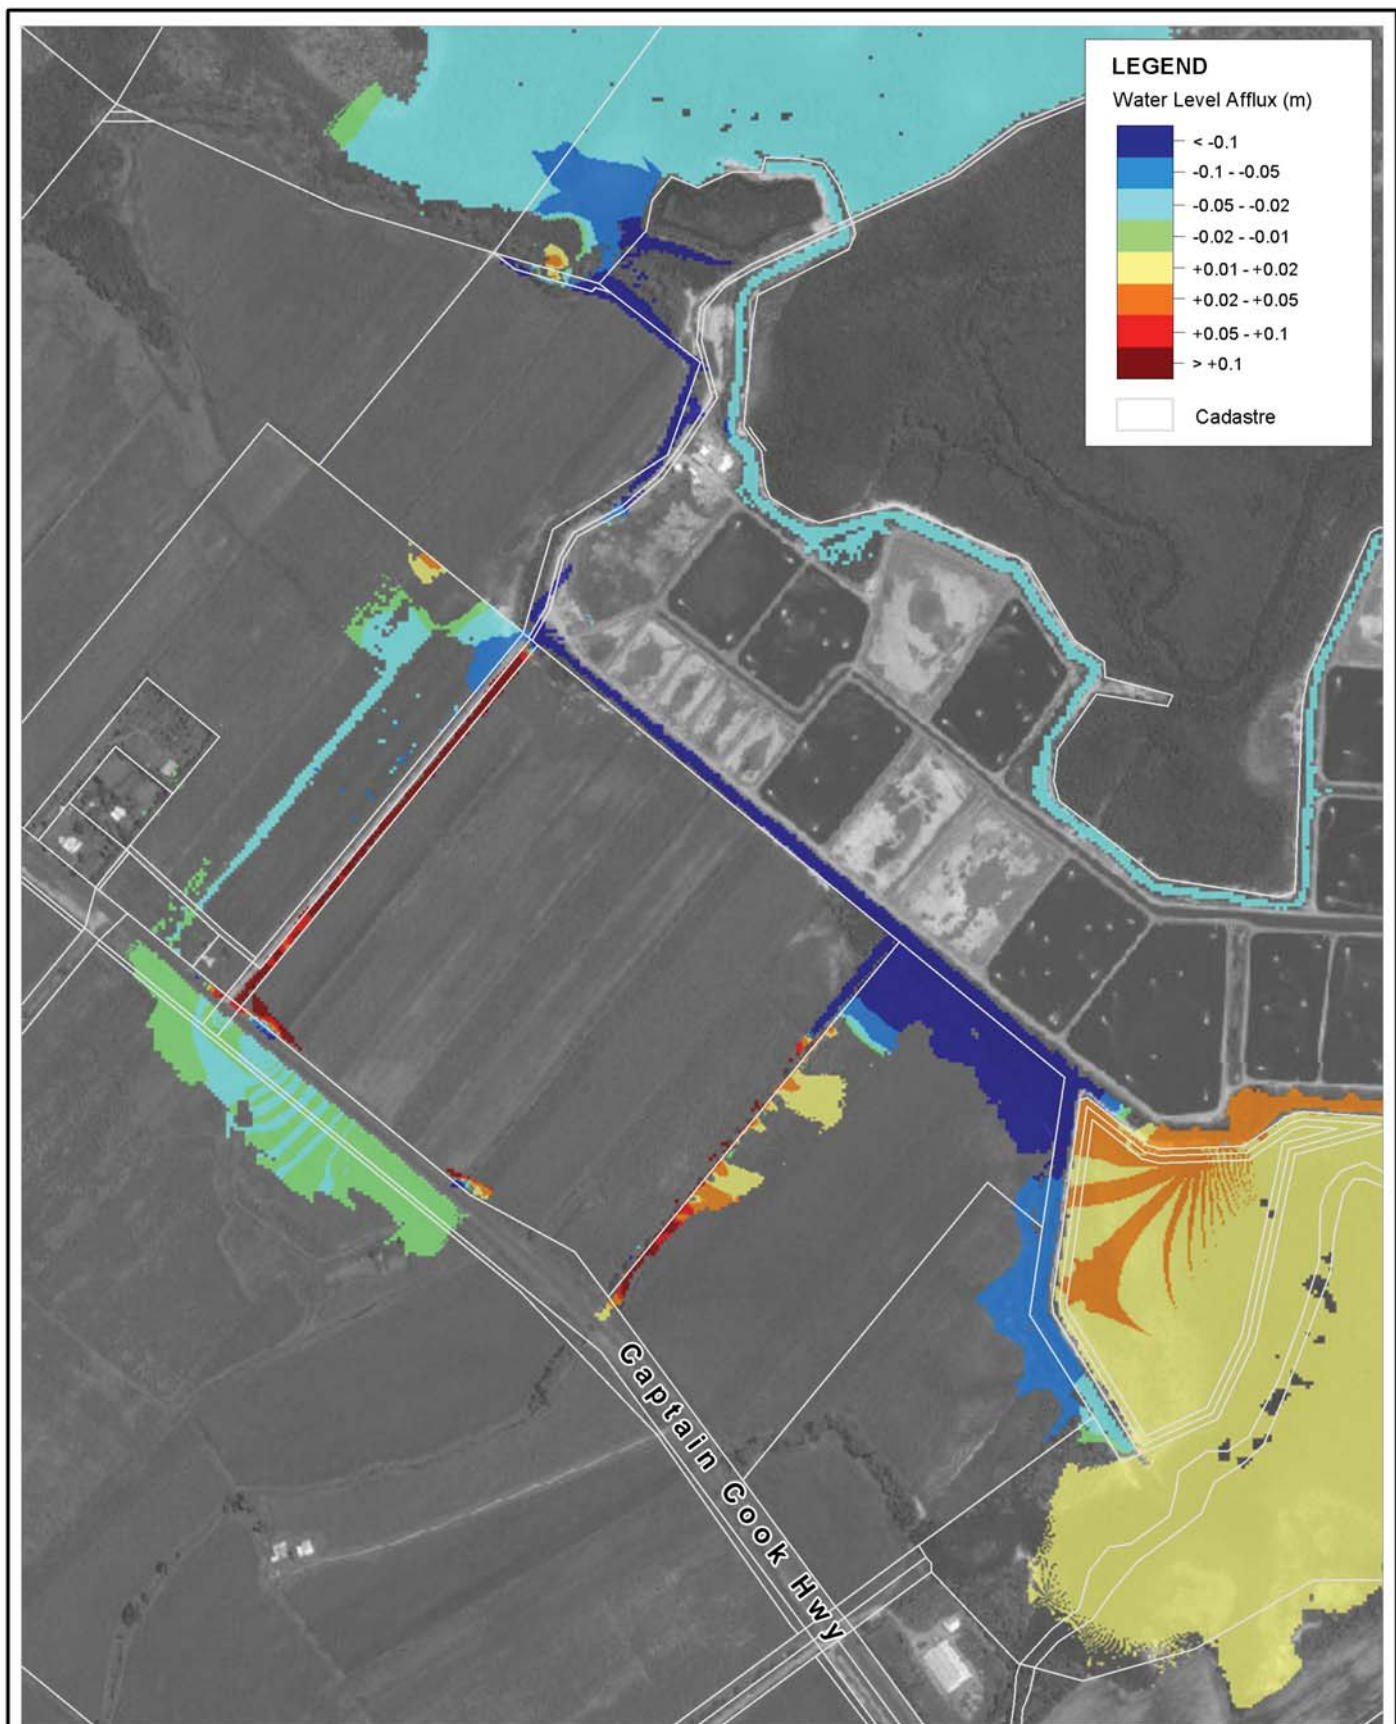 LEGEND
Water Level Afflux (m)
< -0.1
-0.1 - -0.05
-0.05 - -0.02
-0.02 - -0.01
+0.01 - +0.02
+0.02 - +0.05
+0.05 - +0.1
> +0.1
Cadastre
Captain Cook Hwy